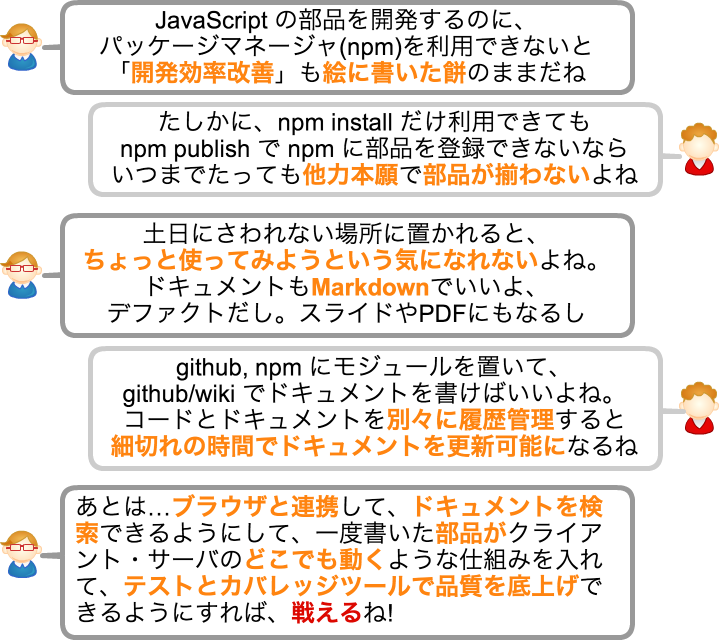 JavaScript の部品を開発するのに、
パッケージマネージャ(npm)を利用できないと
「開発効率改善」も絵に書いた餅のままだね
たしかに、npm install だけ利用できても
npm publish で npm に部品を登録できないなら
いつまでたっても他力本願で部品が揃わないよね
土日にさわれない場所に置かれると、
ちょっと使ってみようという気になれないよね。
ドキュメントもMarkdownでいいよ、
デファクトだし。スライドやPDFにもなるし
github, npm にモジュールを置いて、
github/wiki でドキュメントを書けばいいよね。
コードとドキュメントを別々に履歴管理すると
細切れの時間でドキュメントを更新可能になるね
あとは…ブラウザと連携して、ドキュメントを検
索できるようにして、一度書いた部品がクライア
ント・サーバのどこでも動くような仕組みを入れ
て、テストとカバレッジツールで品質を底上げで
きるようにすれば、戦えるね!